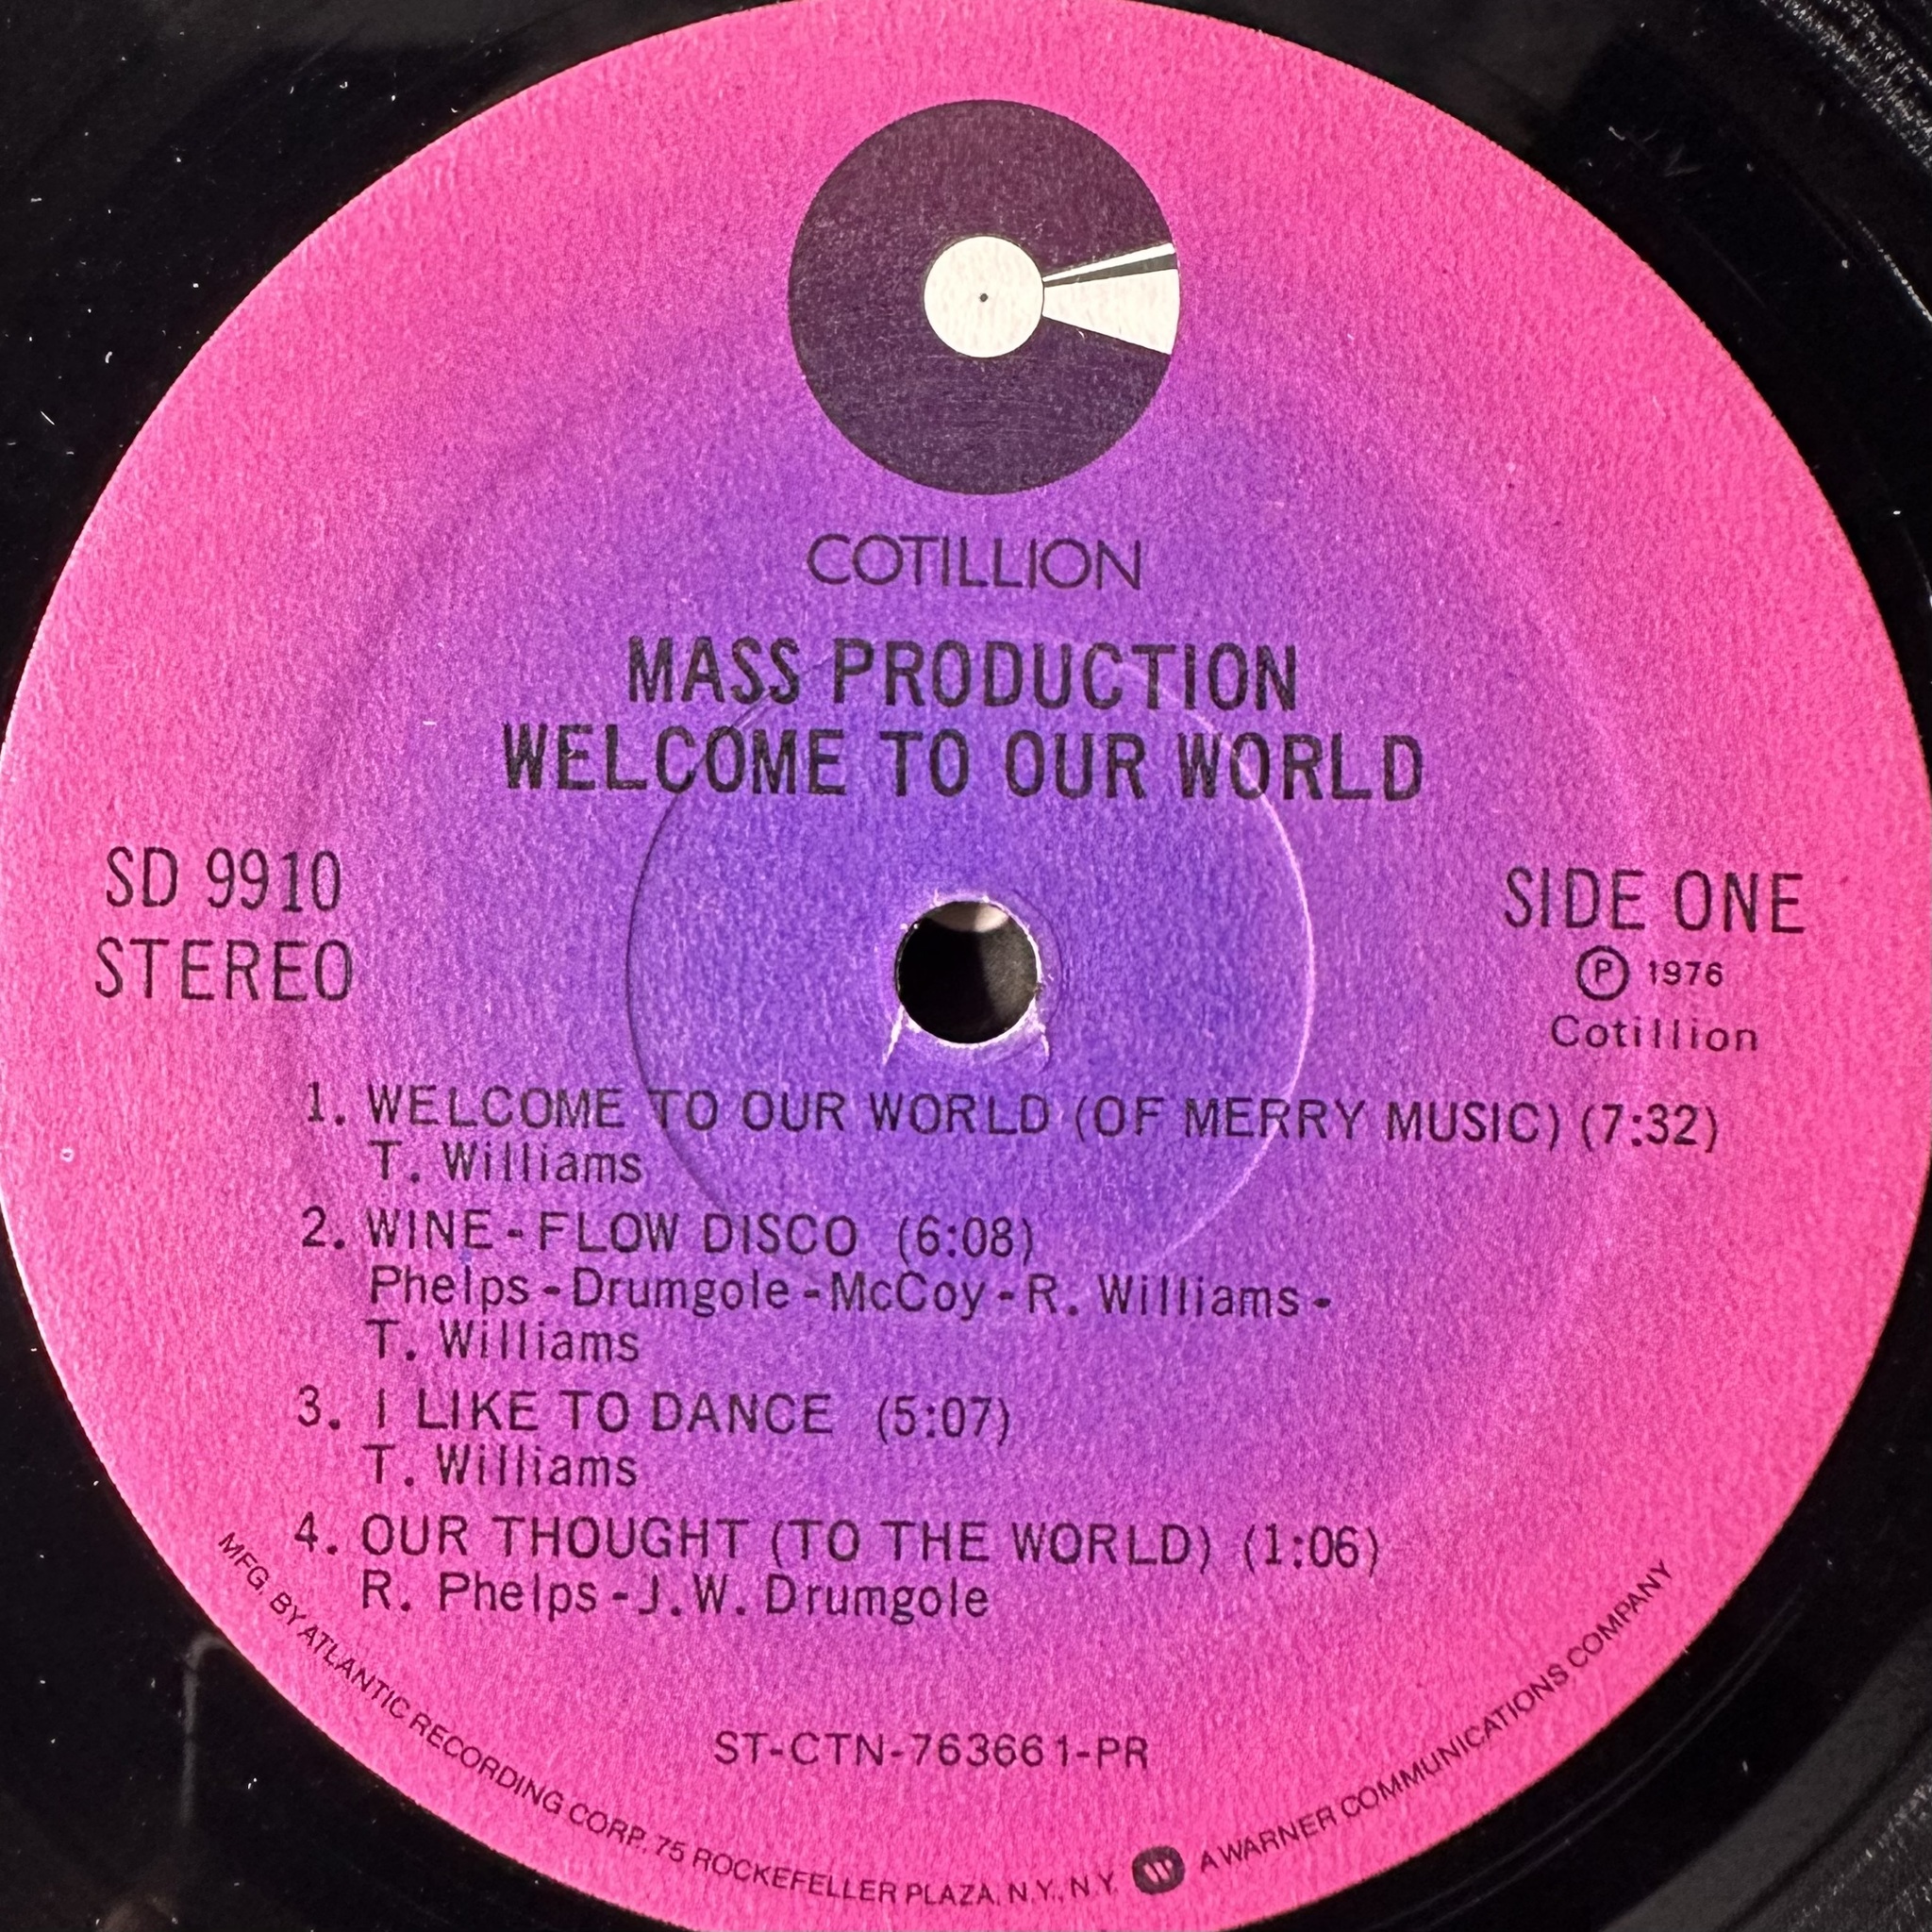 COTILLION
MASS PRODUCTION
WELCOME TO OUR WORLD
SD 9910
STEREO
SIDE ONE
Ⓟ 1976
Cotillion
1. WELCOME TO OUR WORLD (OF MERRY MUSIC) (7:32)
T. Williams
2. WINE-FLOW DISCO (6:08)
Phelps-Drumgole-McCoy-R. Williams-
T. Williams
3. I LIKE TO DANCE (5:07)
T. Williams
4. OUR THOUGHT (TO THE WORLD) (1:06)
R. Phelps-J.W. Drumgole
ST-CTN-763661-PR
MFG. BY ATLANTIC RECORDING CORP. 75 ROCKEFELLER PLAZA, N.Y., N.Y. W A WARNER COMMUNICATIONS COMPANY